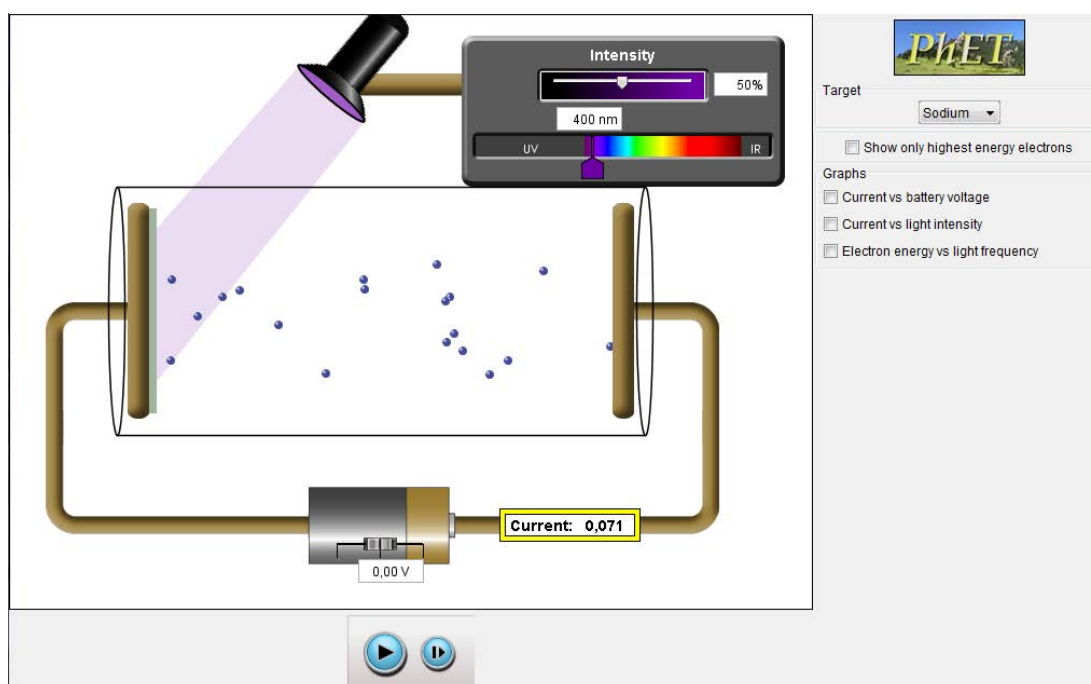 Intensity
50%
400 nm
UV
IR
Current: 0,071
0,00 V
PhET
Target
Sodium
Show only highest energy electrons
Graphs
Current vs battery voltage
Current vs light intensity
Electron energy vs light frequency